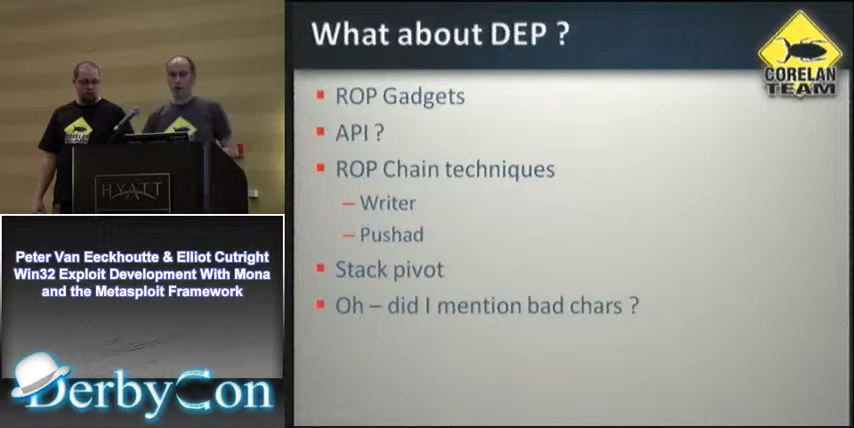 What about DEP ?
CORELAN
TEAM
ROP Gadgets
API ?
ROP Chain techniques
– Writer
– Pushad
Stack pivot
Oh – did I mention bad chars ?
HYATT
Peter Van Eeckhoutte & Elliot Cutright
Win32 Exploit Development With Mona
and the Metasploit Framework
DerbyCon